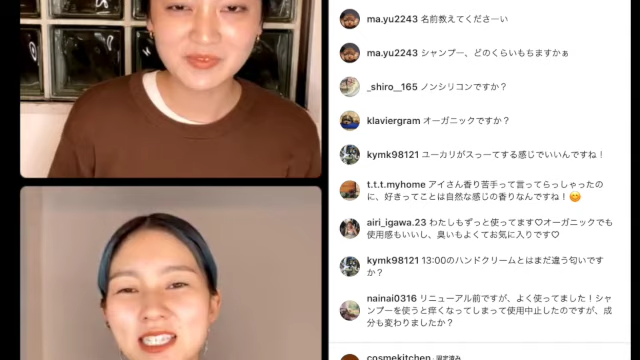 ma.yu2243 名前教えてくださーい
ma.yu2243 シャンプー、どのくらいもちますかぁ
_shiro__165 ノンシリコンですか？
klaviergram オーガニックですか？
kymk98121 ユーカリがスっーてする感じでいいんですね！
t.t.t.myhome アイさん香り苦手って言ってらっしゃったの
に、好きってことは自然な感じの香りなんですね！😊
airi_igawa.23 わたしもずっと使ってます♡オーガニックでも
使用感もいいし、臭いもよくてお気に入りです♡
kymk98121 13:00のハンドクリームとはまだ違う匂いです
か？
nainai0316 リニューアル前ですが、よく使ってました！シャ
ンプーを使うと痒くなってしまって使用中止したのですが、成
分も変わりましたか？
cosmekitchen 固定済み